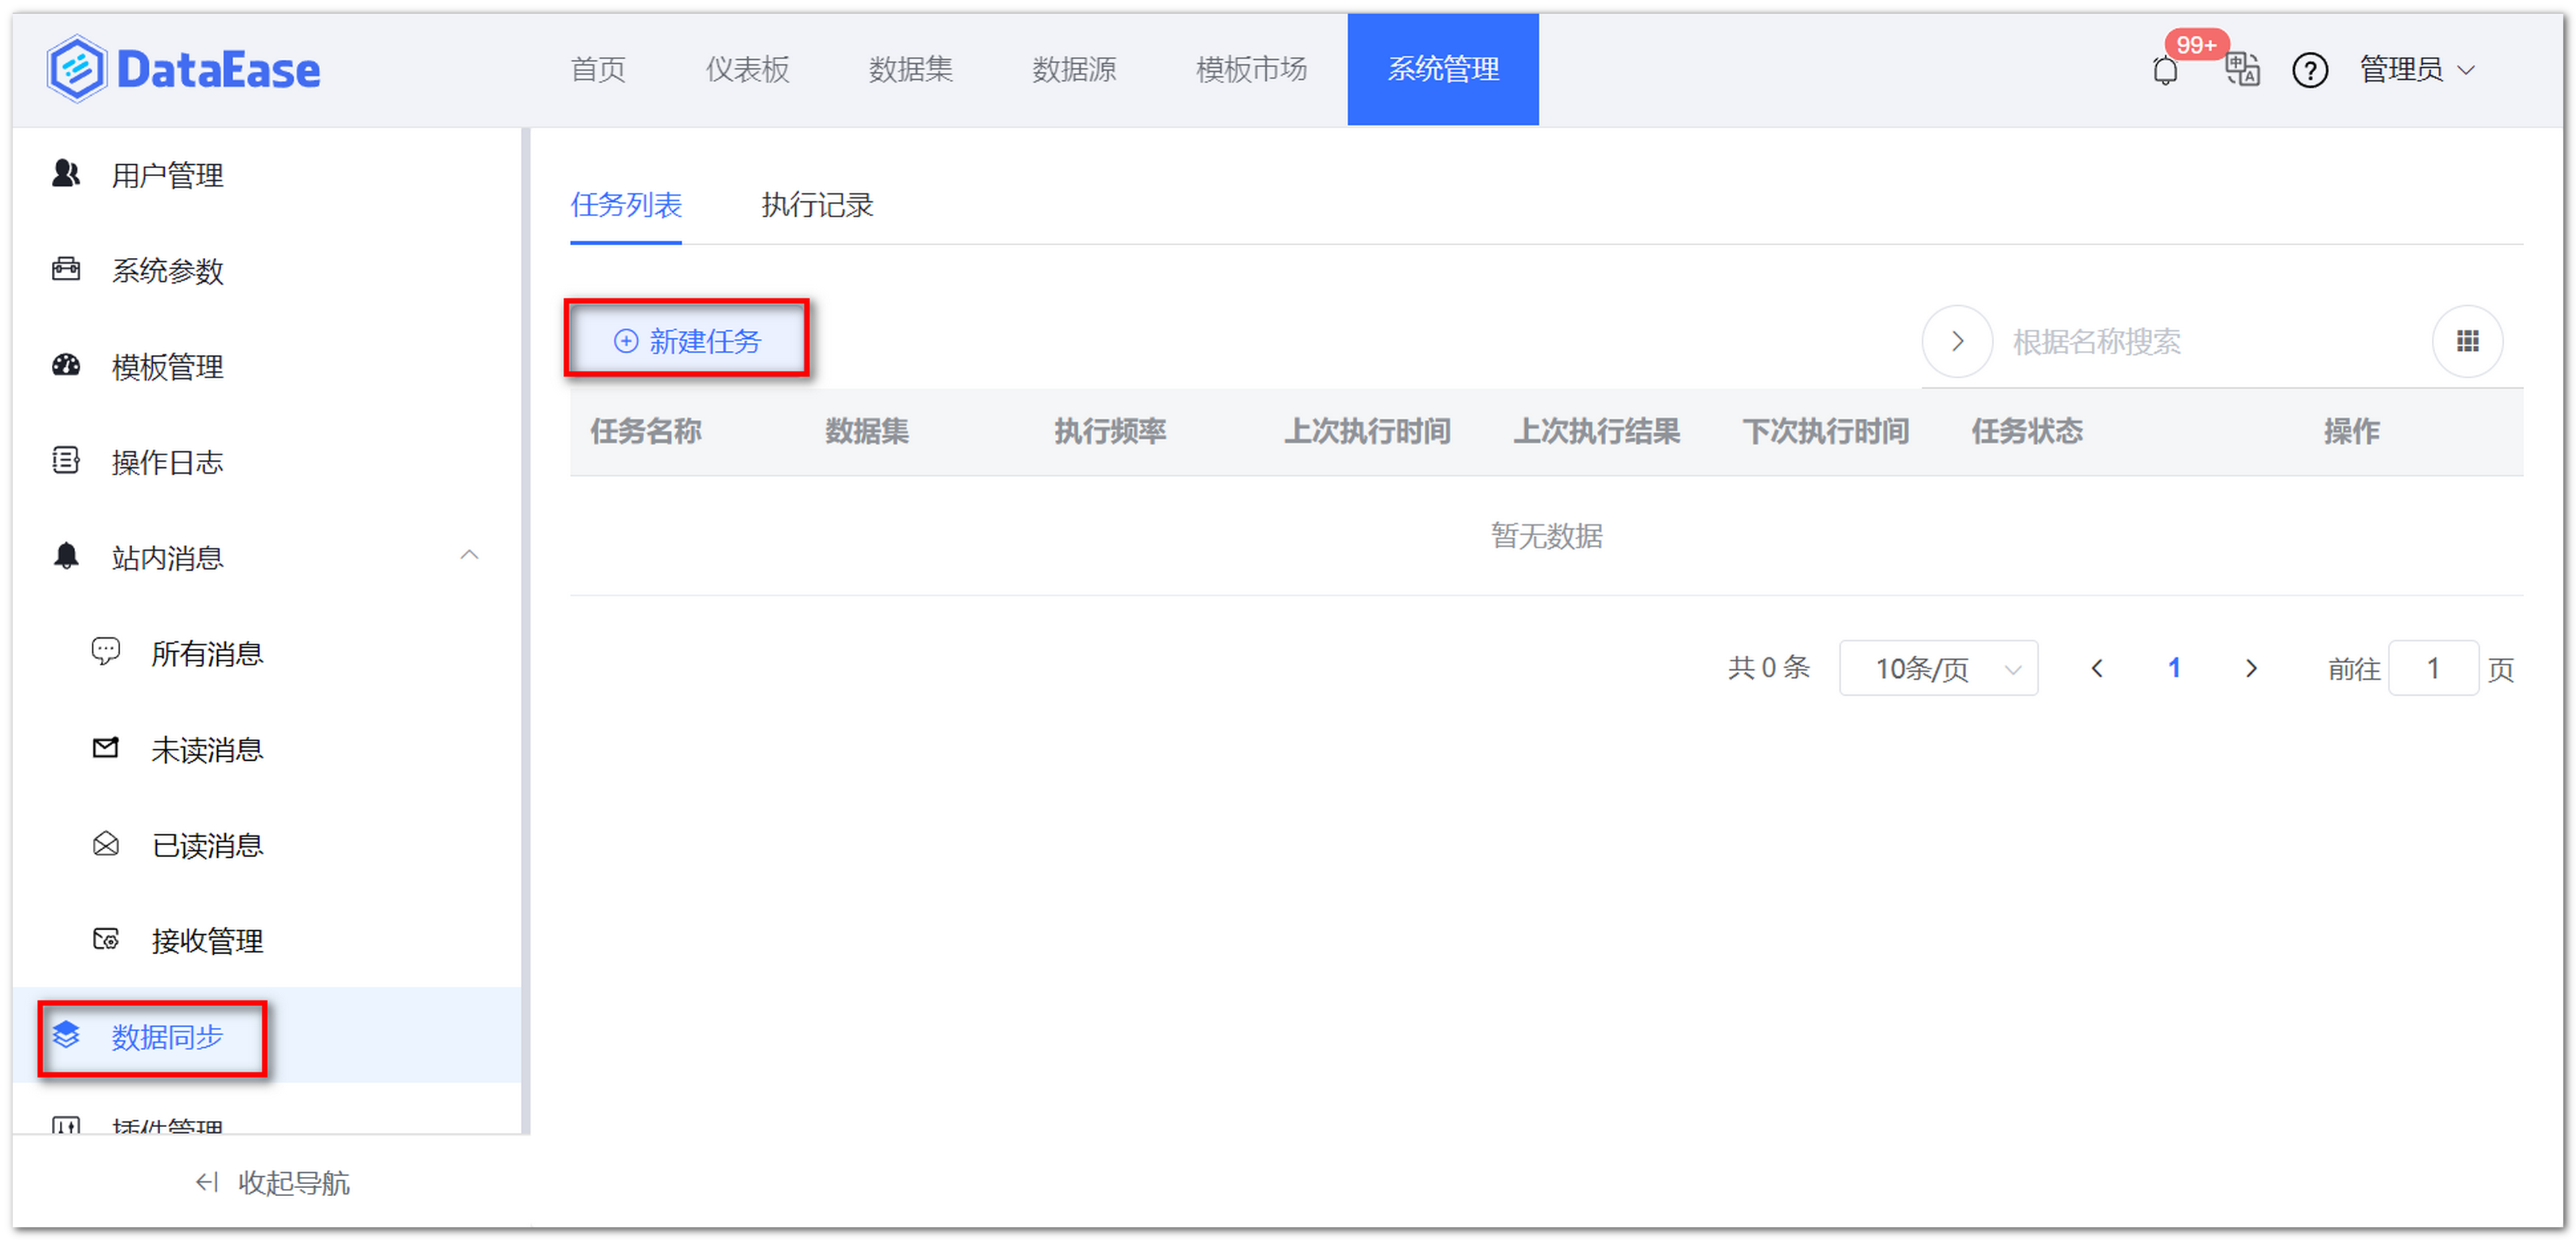 DataEase 首页 仪表板 数据集 数据源 模板市场 系统管理 99+ 管理员
用户管理
系统参数
模板管理
操作日志
站内消息
所有消息
未读消息
已读消息
接收管理
数据同步
插件管理
收起导航
任务列表 执行记录
新建任务 根据名称搜索
任务名称 数据集 执行频率 上次执行时间 上次执行结果 下次执行时间 任务状态 操作
暂无数据
共 0 条 10条/页 1 前往 1 页